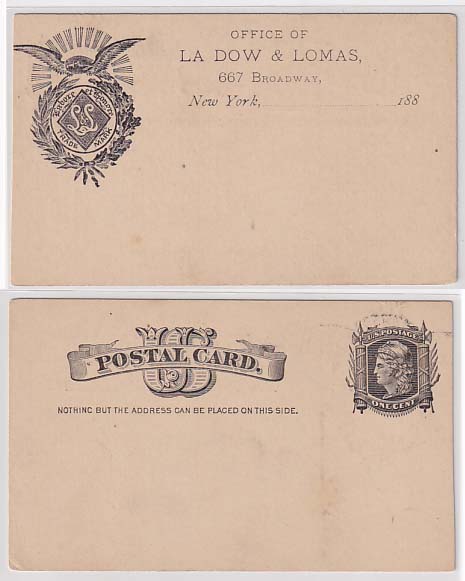 OFFICE OF
LA DOW & LOMAS,
667 BROADWAY,
New York, 188
TRADE MARK
U S
POSTAL CARD.
NOTHING BUT THE ADDRESS CAN BE PLACED ON THIS SIDE.
U.S. POSTAGE
ONE CENT